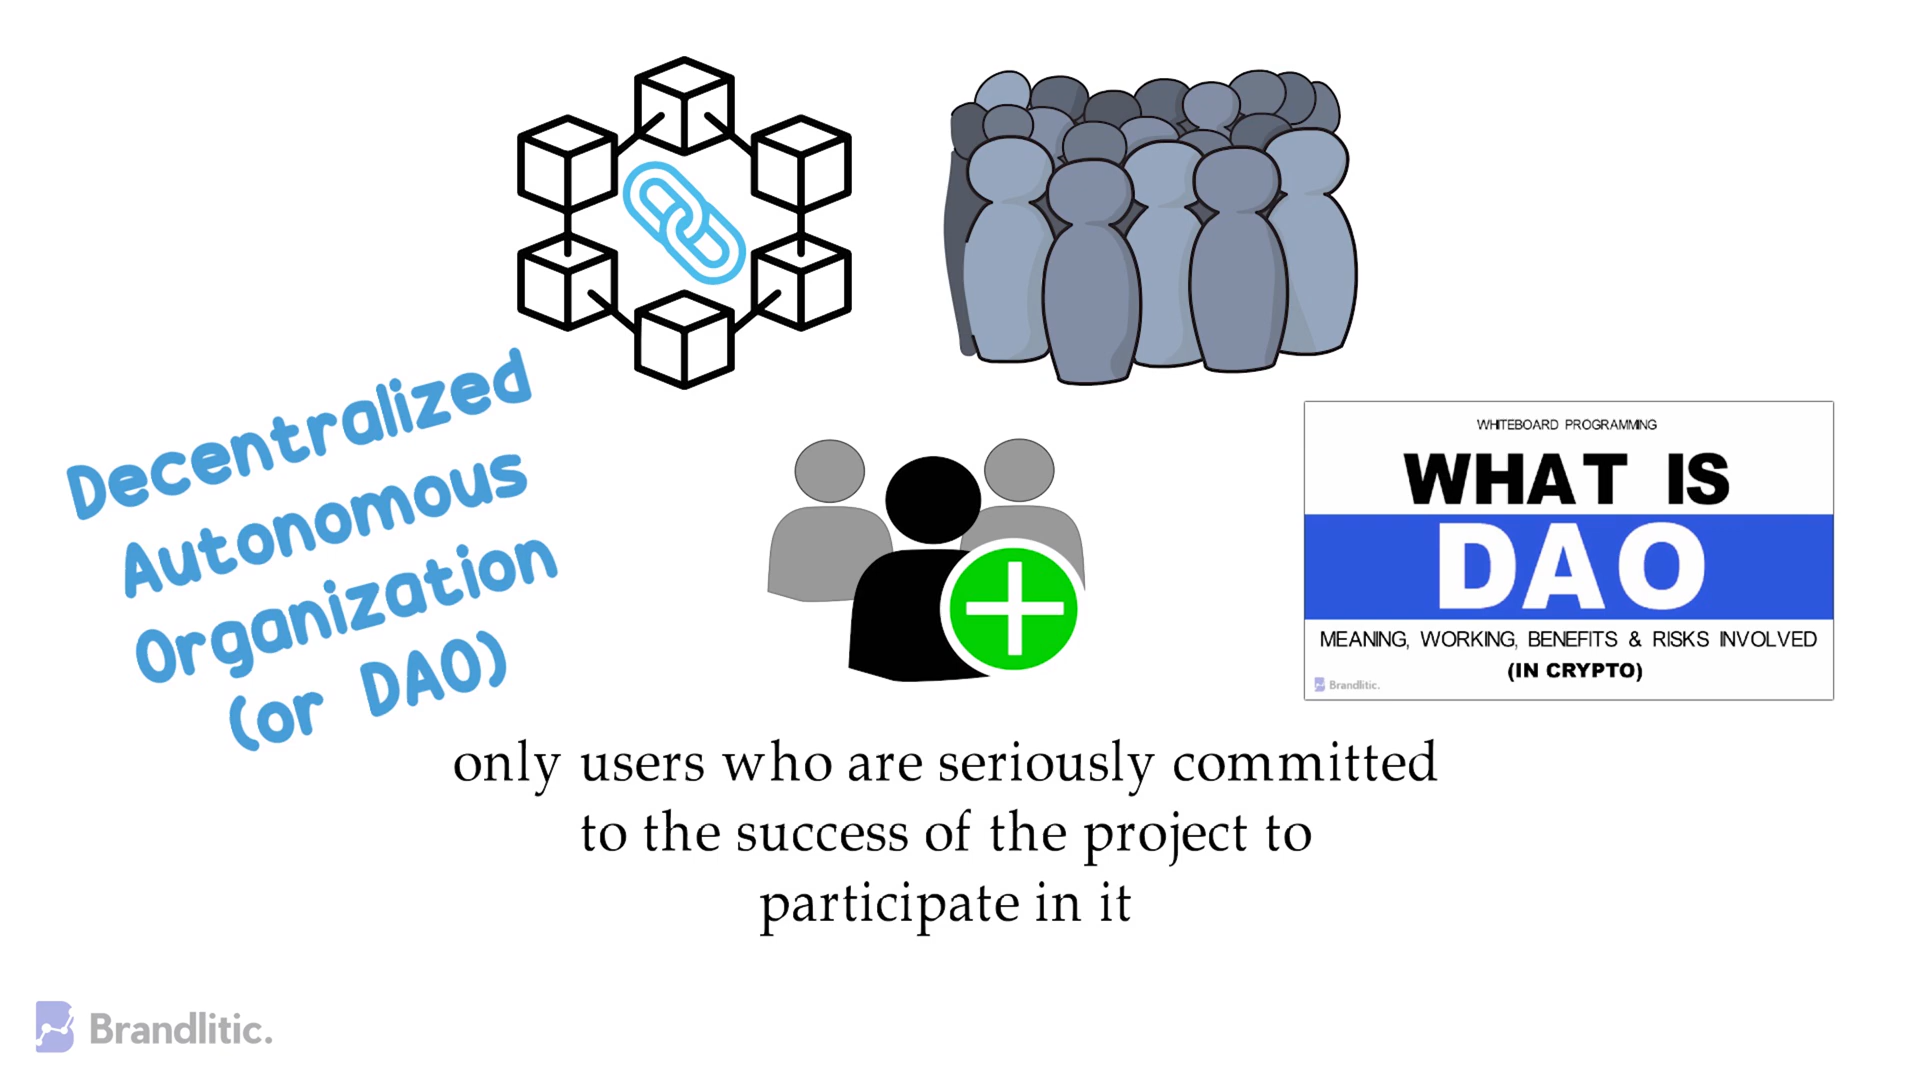 Decentralized
Autonomous
Organization
(or DAO)
WHITEBOARD PROGRAMMING
WHAT IS
DAO
MEANING, WORKING, BENEFITS & RISKS INVOLVED
(IN CRYPTO)
Brandlitic.
only users who are seriously committed
to the success of the project to
participate in it
Brandlitic.